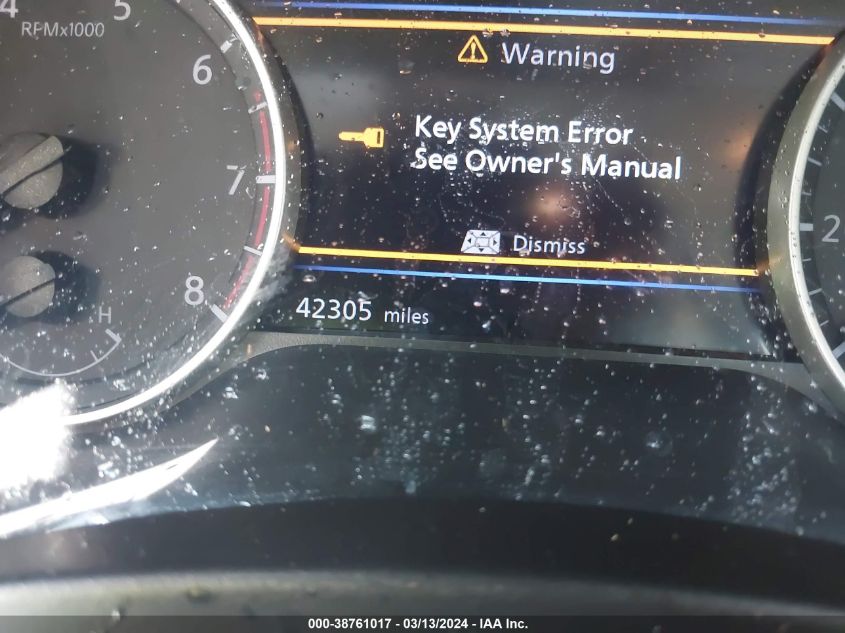 4 5
RPMx1000
6
7
8
H
Warning
Key System Error
See Owner's Manual
Dismiss
42305 miles
2
000-38761017 — 03/13/2024 — IAA Inc.